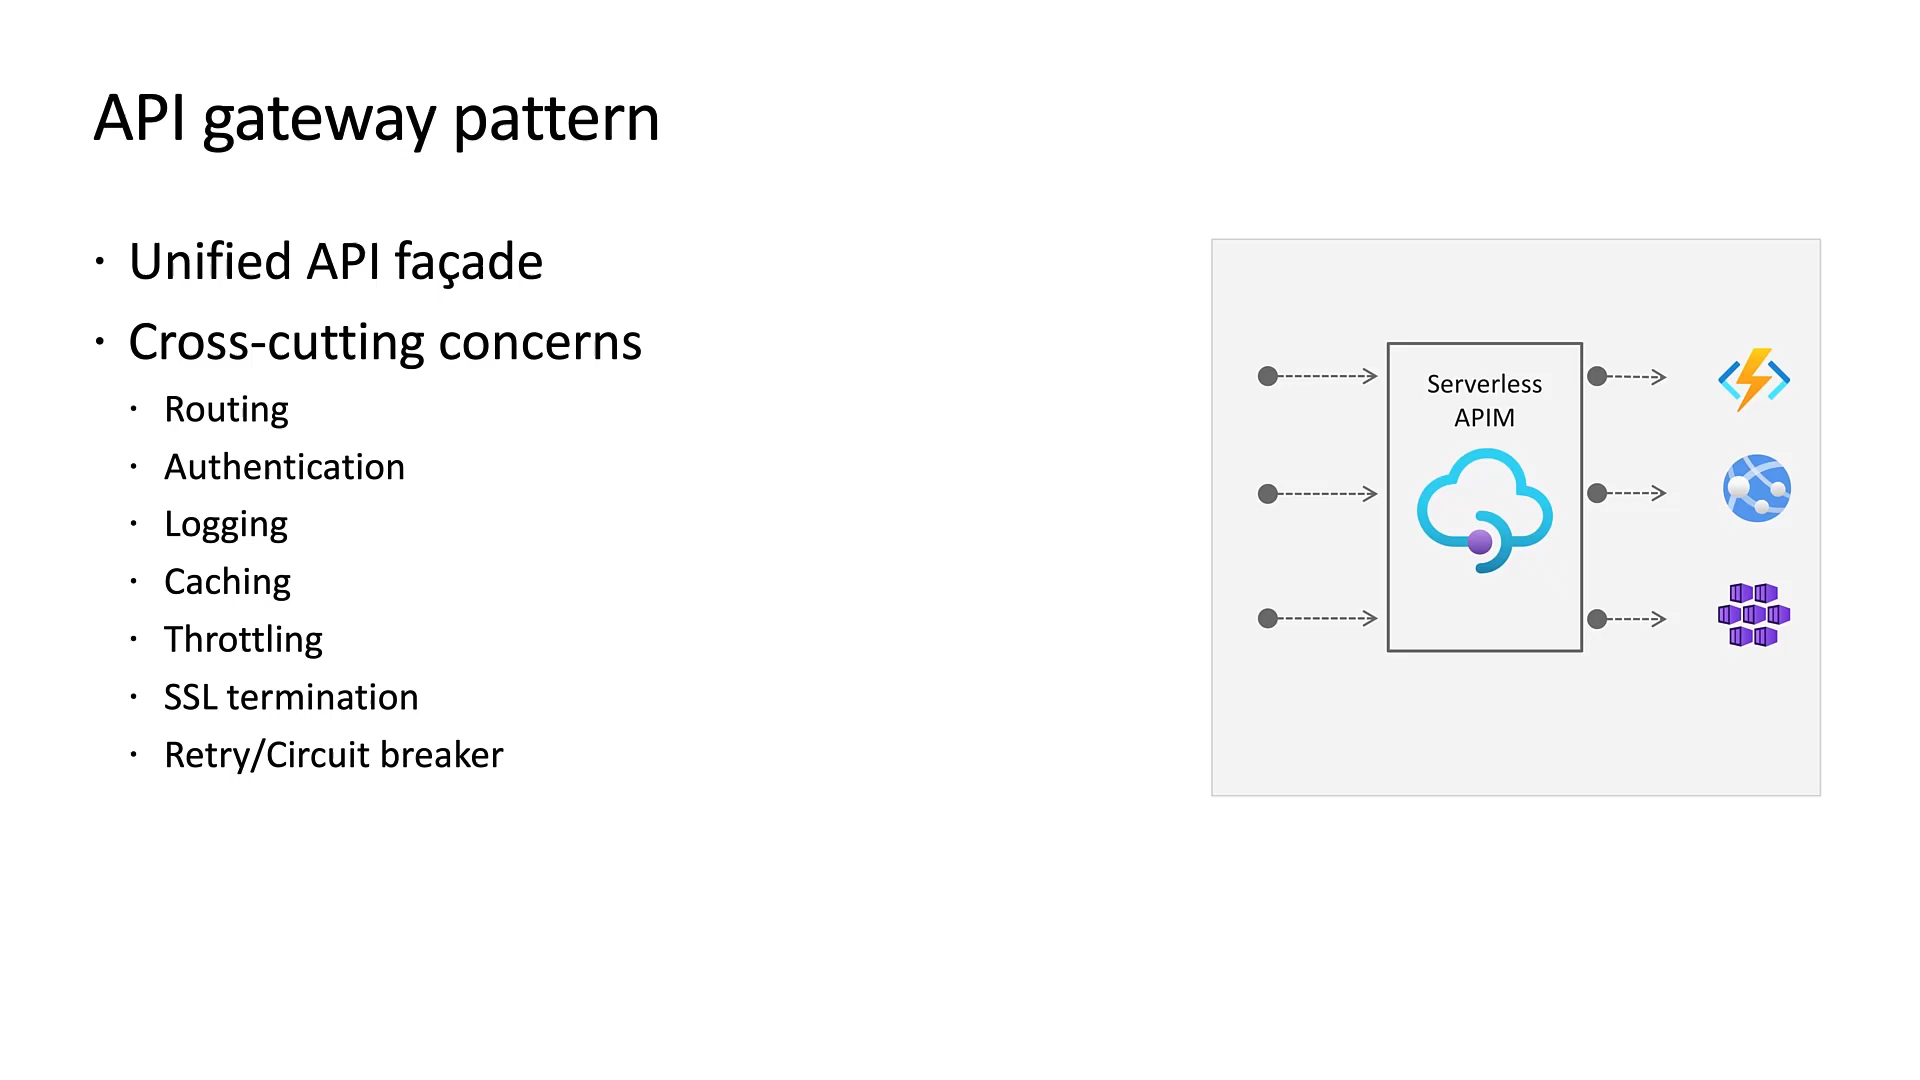 API gateway pattern
· Unified API façade
· Cross-cutting concerns
· Routing
· Authentication
· Logging
· Caching
· Throttling
· SSL termination
· Retry/Circuit breaker
Serverless
APIM